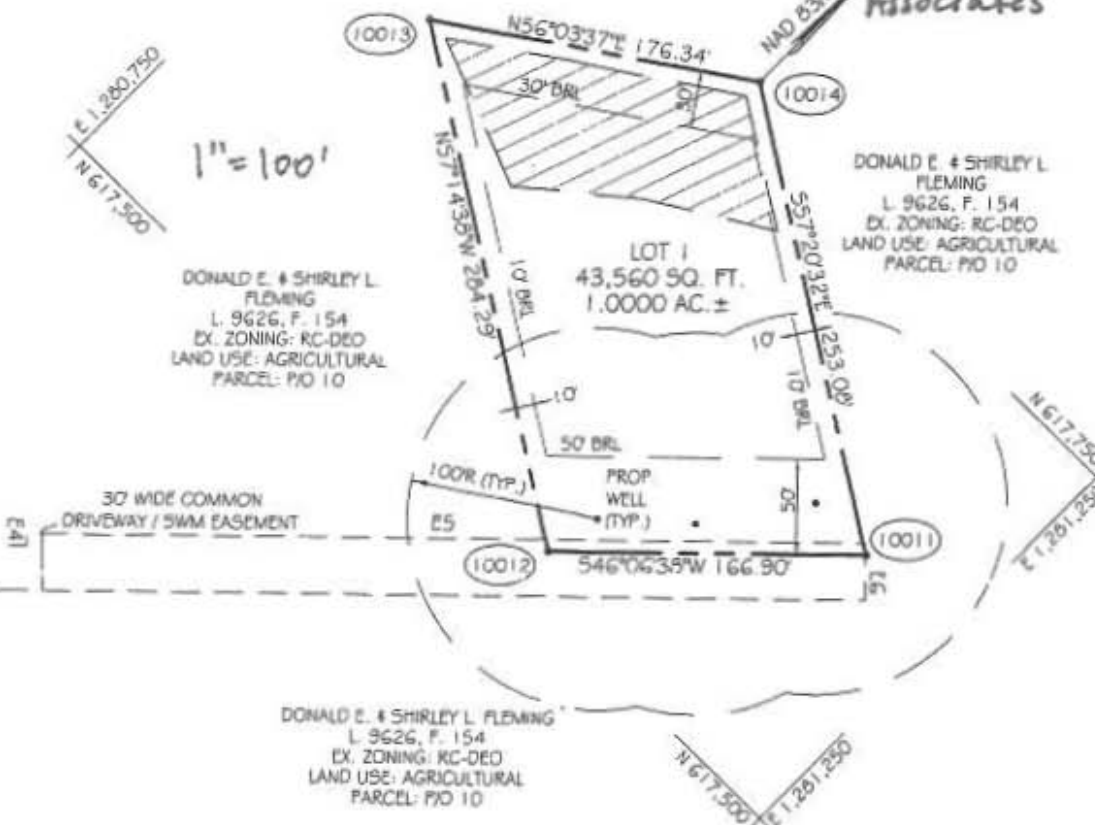 Associates
NAD 83
10013
N56°03'37"E 176.34'
10014
E 1,280,750
N 617,500
1"=100'
30' BRL
30'
N57°14'38"W 284.29'
DONALD E. & SHIRLEY L.
FLEMING
L. 9626, F. 154
EX. ZONING: RC-DEO
LAND USE: AGRICULTURAL
PARCEL: P/O 10
S57°20'32"E 253.08'
LOT 1
43,560 SQ. FT.
1.0000 AC.±
DONALD E. & SHIRLEY L.
FLEMING
L. 9626, F. 154
EX. ZONING: RC-DEO
LAND USE: AGRICULTURAL
PARCEL: P/O 10
10' BRL
10'
10' BRL
10'
N 617,750
E 1,281,250
50' BRL
100'R (TYP.)
PROP.
WELL
(TYP.)
50'
30' WIDE COMMON
DRIVEWAY / SWM EASEMENT
E4
E5
10012
S46°06'38"W 166.90'
10011
E6
DONALD E. & SHIRLEY L. FLEMING
L. 9626, F. 154
EX. ZONING: RC-DEO
LAND USE: AGRICULTURAL
PARCEL: P/O 10
N 617,500
E 1,281,250